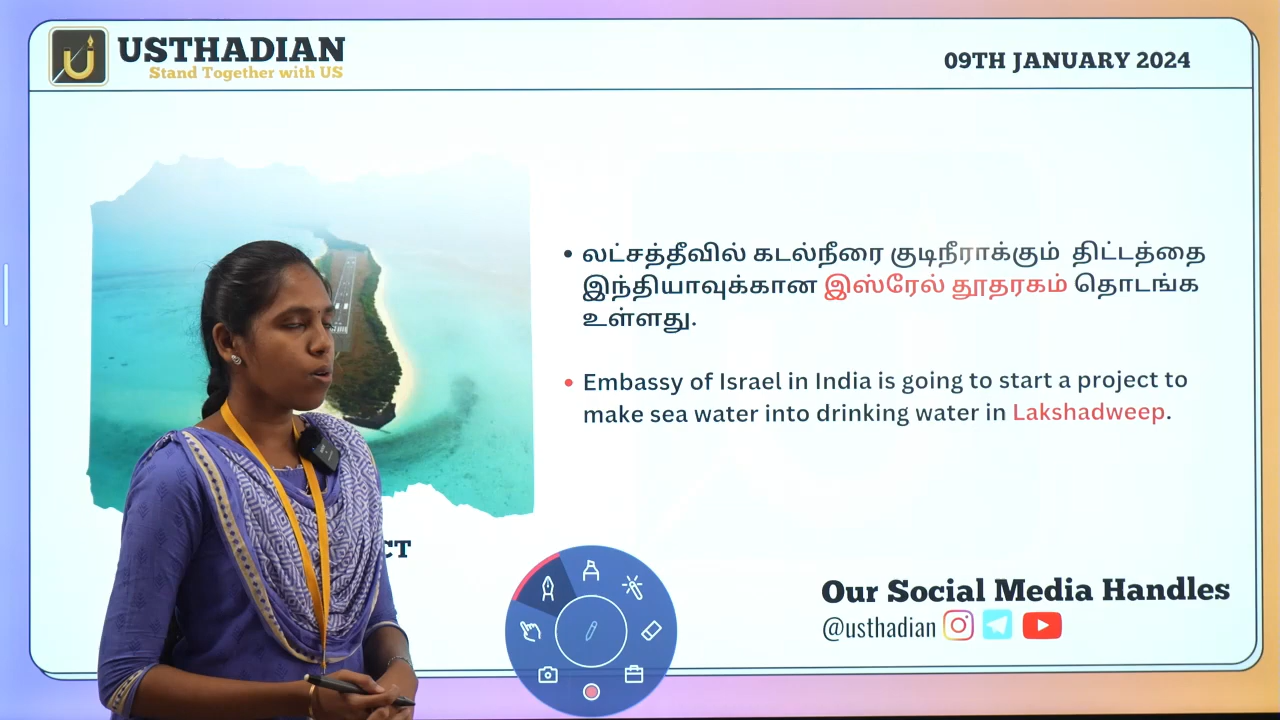 USTHADIAN
Stand Together with US
09TH JANUARY 2024
• லட்சத்தீவில் கடல்நீரை குடிநீராக்கும் திட்டத்தை
இந்தியாவுக்கான இஸ்ரேல் தூதரகம் தொடங்க
உள்ளது.
• Embassy of Israel in India is going to start a project to
make sea water into drinking water in Lakshadweep.
Our Social Media Handles
@usthadian